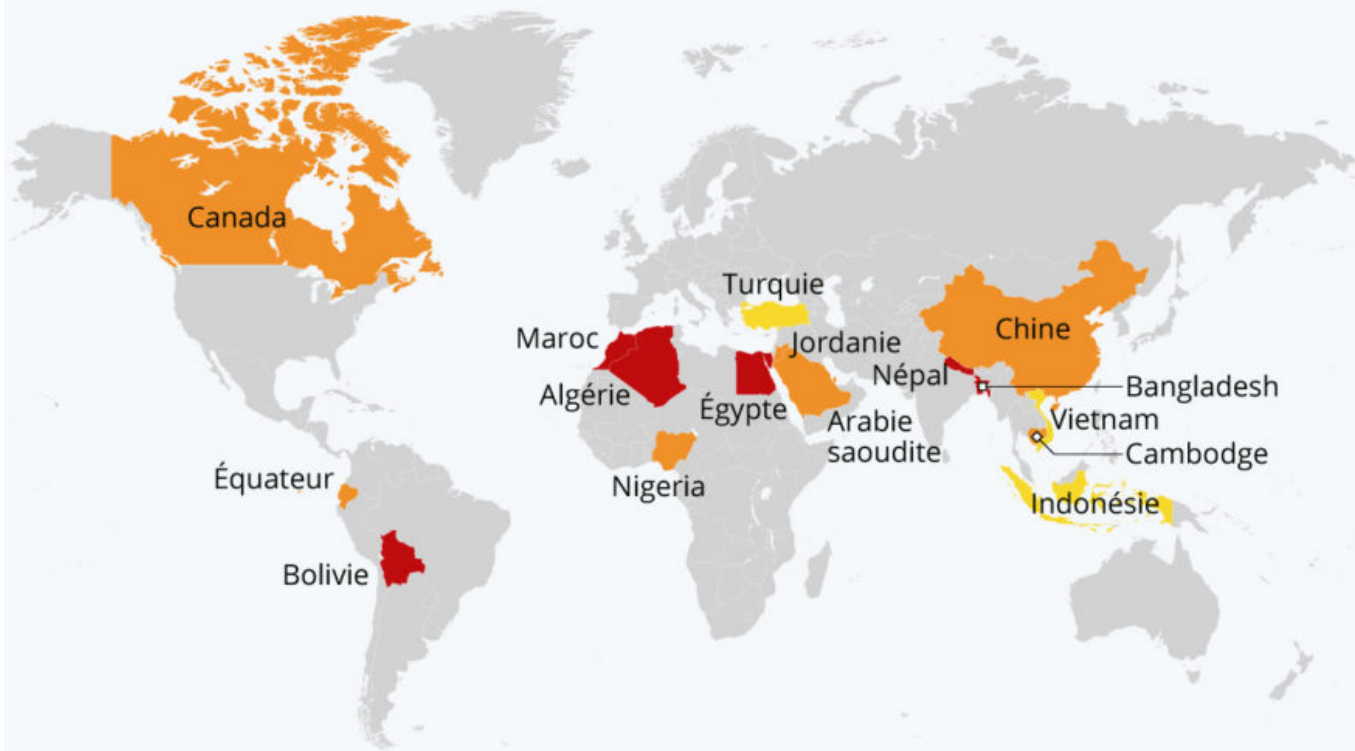 Canada
Turquie
Chine
Maroc
Jordanie
Népal
Bangladesh
Algérie
Égypte
Arabie
saoudite
Vietnam
Cambodge
Équateur
Nigeria
Indonésie
Bolivie